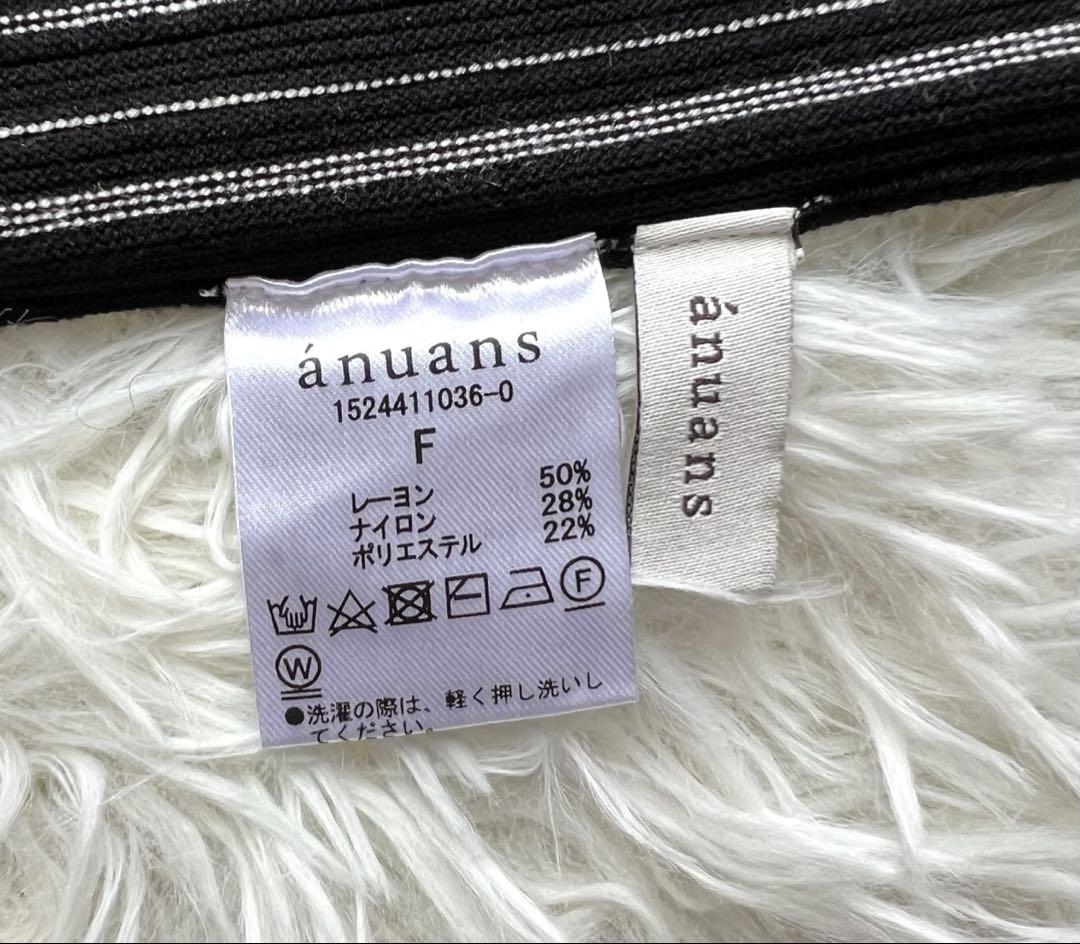 ánuans
1524411036-0
F
レーヨン 50%
ナイロン 28%
ポリエステル 22%
F
W
●洗濯の際は、軽く押し洗いし
てください。
ánuans